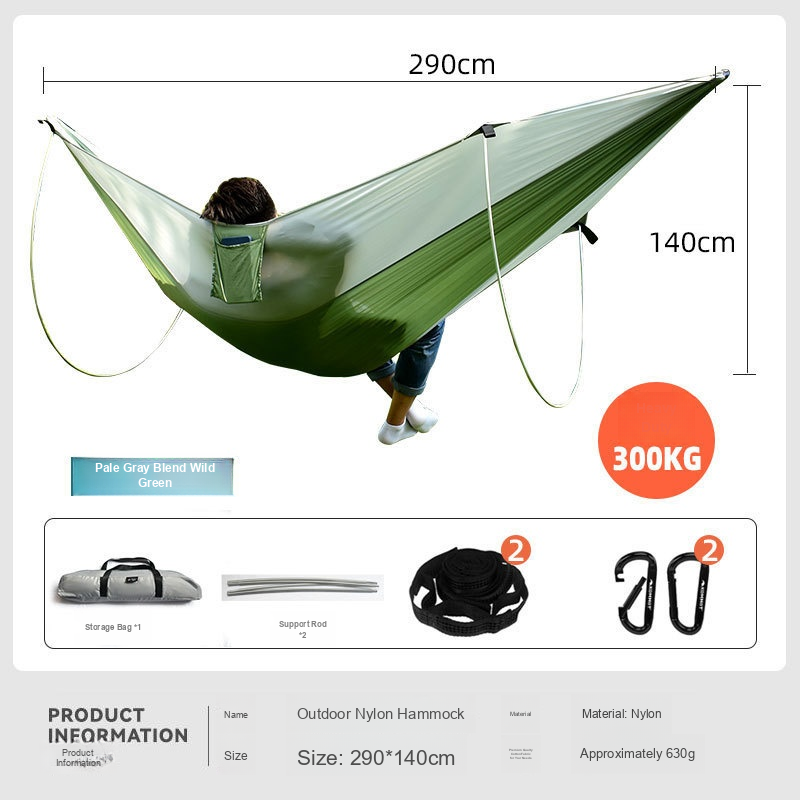 290cm
140cm
300KG
Pale Gray Blend Wild
Green
2
2
Storage Bag *1
Support Rod
*2
PRODUCT
INFORMATION
Product
Information
Name
Outdoor Nylon Hammock
Material
Material: Nylon
Size
Size: 290*140cm
Approximately 630g